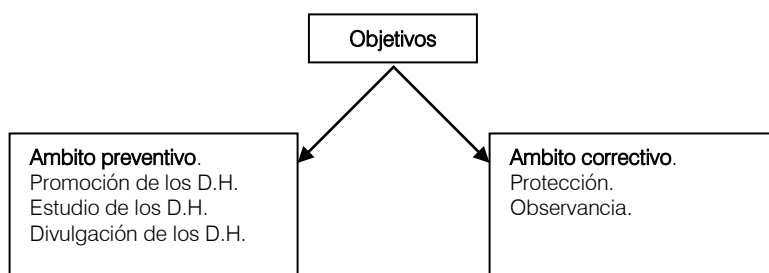 Objetivos
Ambito preventivo.
Promoción de los D.H.
Estudio de los D.H.
Divulgación de los D.H.
Ambito correctivo.
Protección.
Observancia.